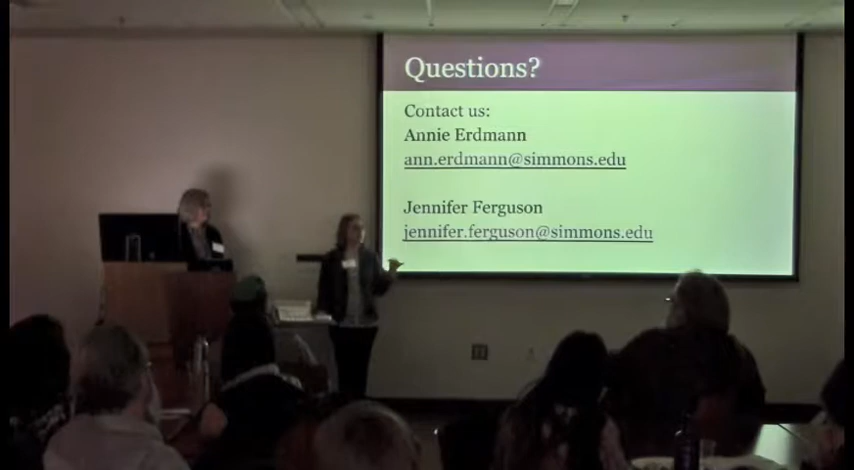 Questions?
Contact us:
Annie Erdmann
ann.erdmann@simmons.edu
Jennifer Ferguson
jennifer.ferguson@simmons.edu